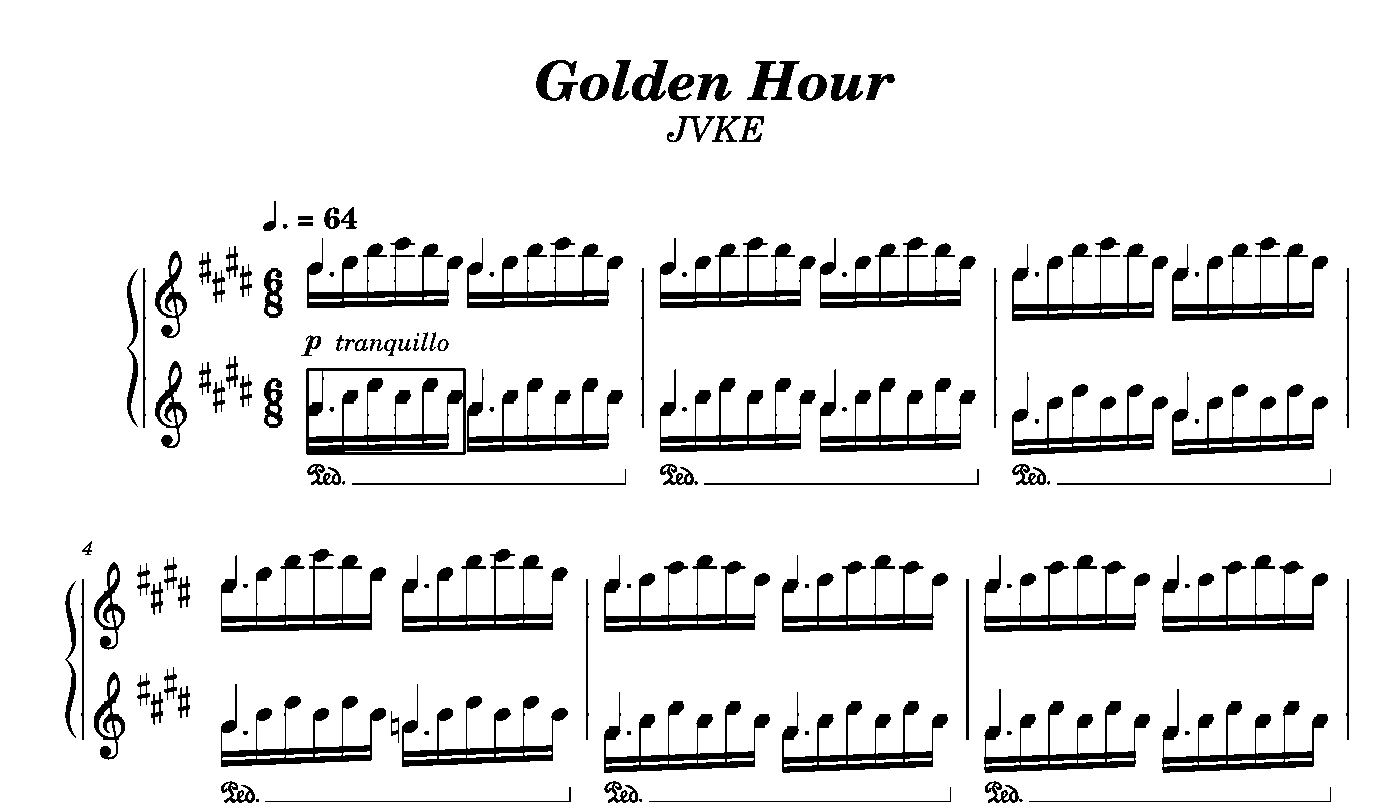 Golden Hour
JVKE
♩. = 64
6
8
p tranquillo
6
8
Ped. Ped. Ped.
4
Ped. Ped. Ped.